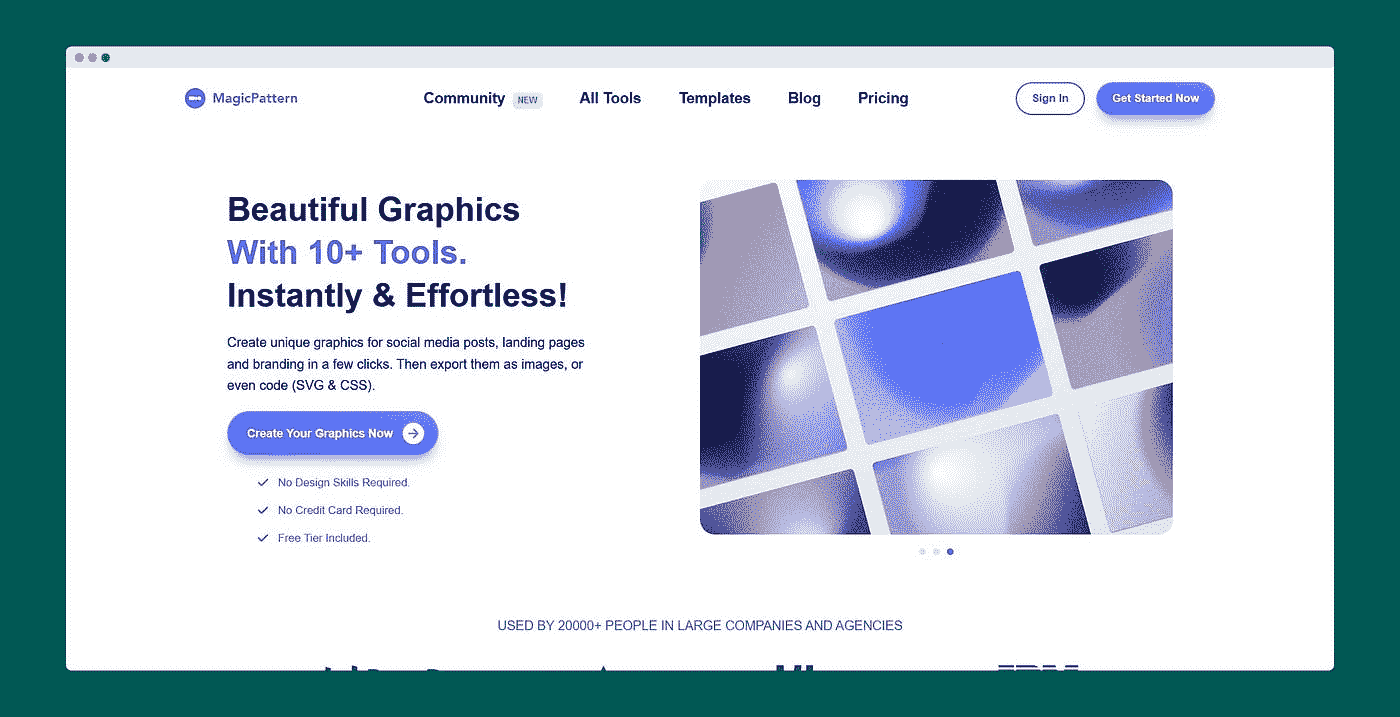 MagicPattern
Community NEW
All Tools
Templates
Blog
Pricing
Sign In
Get Started Now
Beautiful Graphics
With 10+ Tools.
Instantly & Effortless!
Create unique graphics for social media posts, landing pages
and branding in a few clicks. Then export them as images, or
even code (SVG & CSS).
Create Your Graphics Now
No Design Skills Required.
No Credit Card Required.
Free Tier Included.
USED BY 20000+ PEOPLE IN LARGE COMPANIES AND AGENCIES